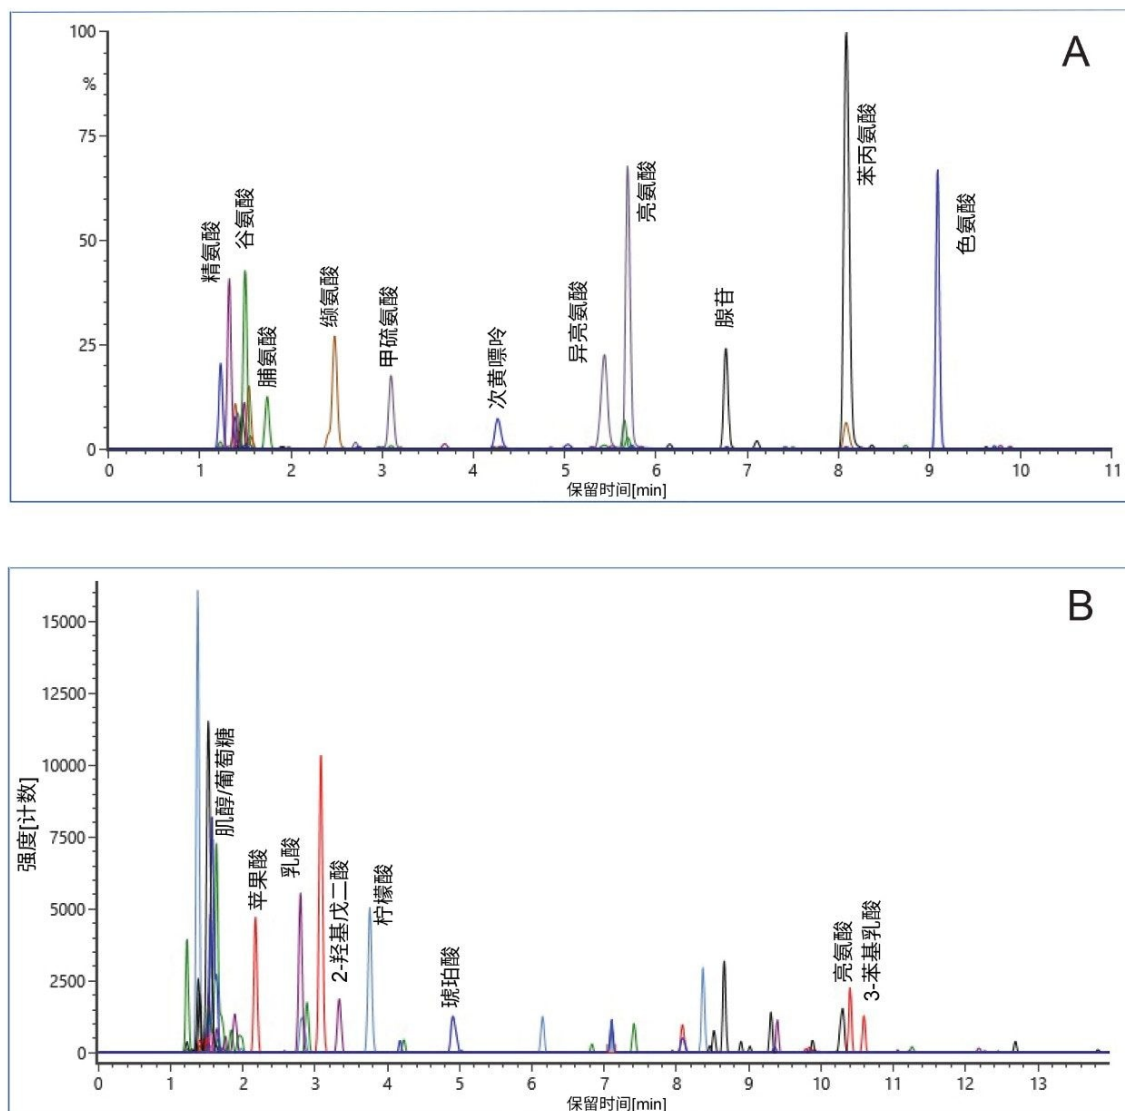 A
100
%
75
50
25
0
精氨酸
谷氨酸
脯氨酸
缬氨酸
甲硫氨酸
次黄嘌呤
异亮氨酸
亮氨酸
腺苷
苯丙氨酸
色氨酸
0 1 2 3 4 5 6 7 8 9 10 11
保留时间[min]
B
强度[计数]
15000
12500
10000
7500
5000
2500
0
肌醇/葡萄糖
苹果酸
乳酸
2-羟基戊二酸
柠檬酸
琥珀酸
亮氨酸
3-苯基乳酸
0 1 2 3 4 5 6 7 8 9 10 11 12 13
保留时间[min]